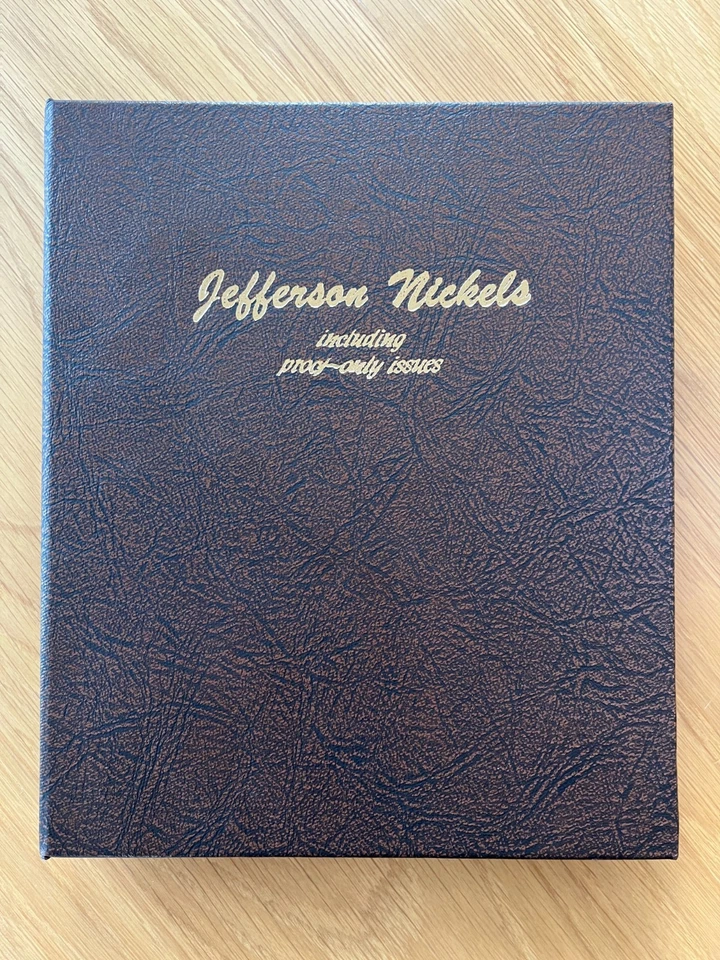 Jefferson Nickels
including
proof-only issues